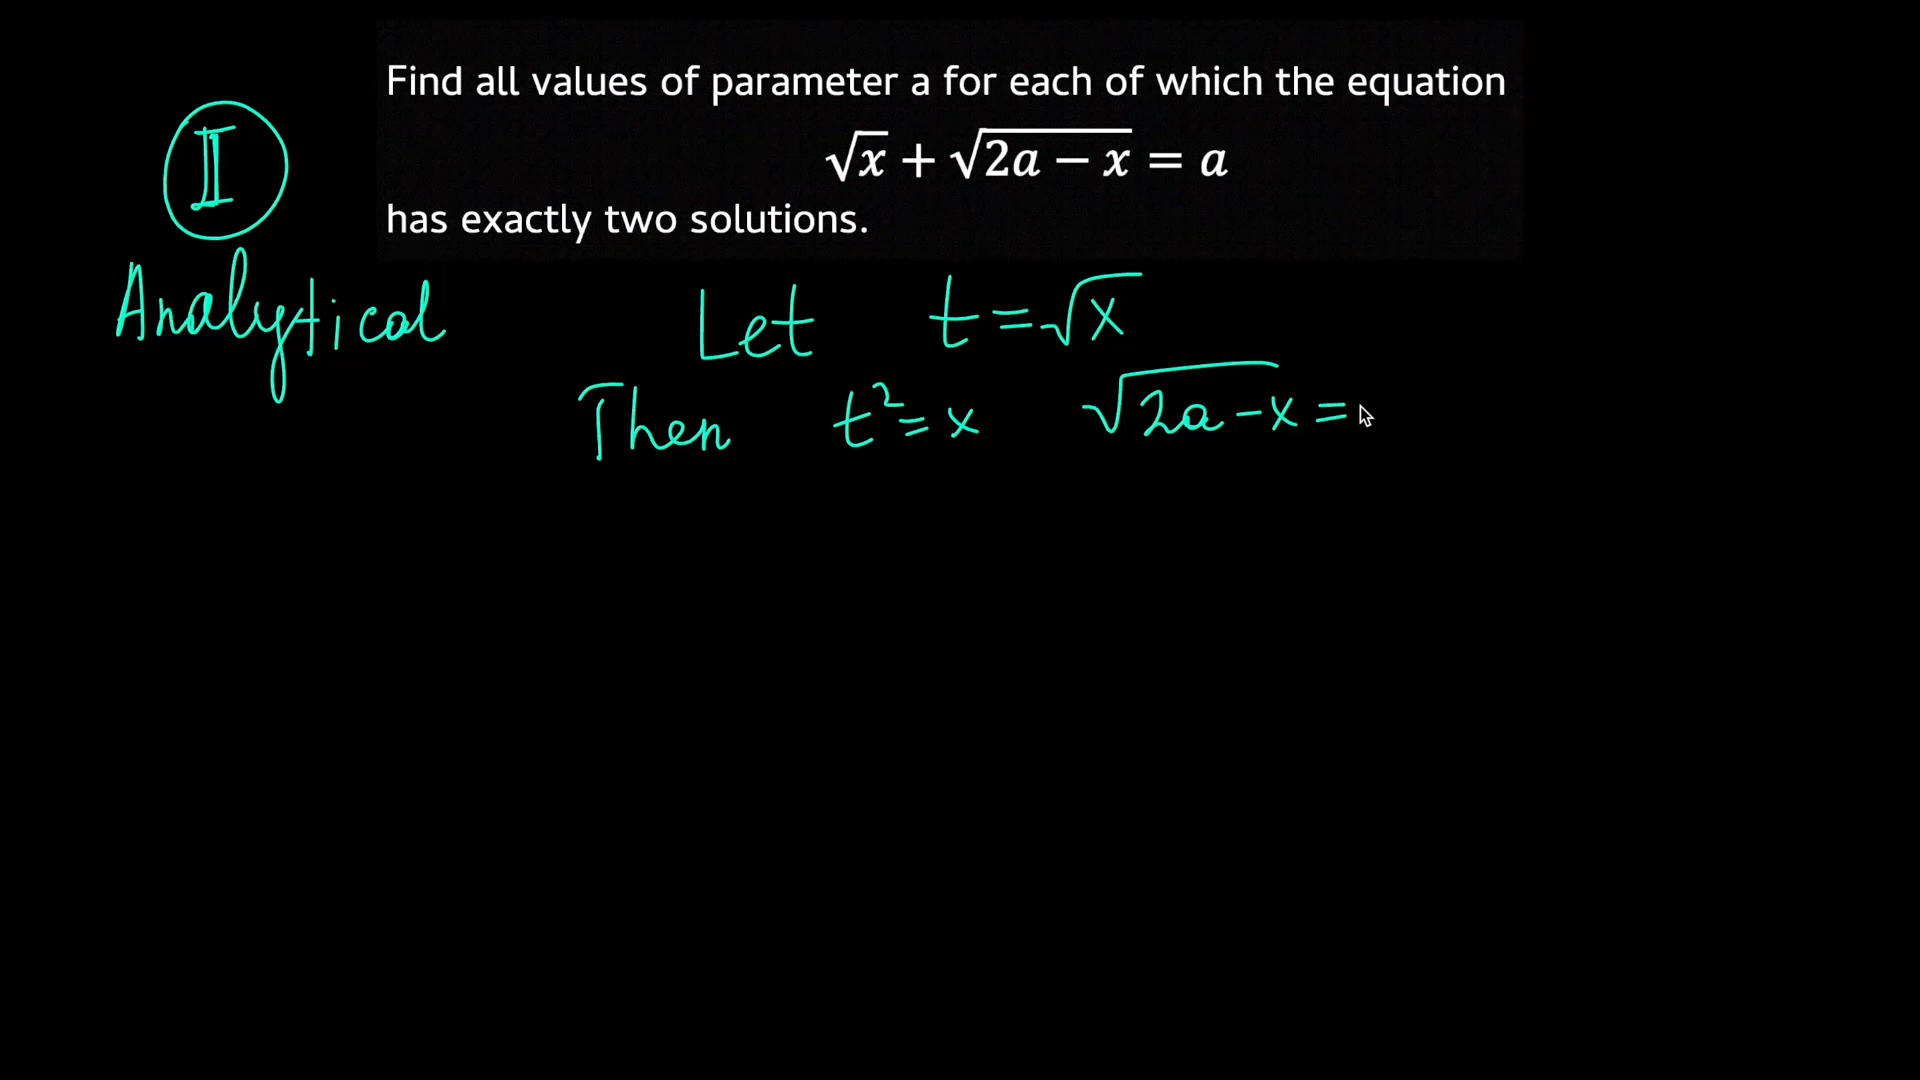 Find all values of parameter a for each of which the equation
√x + √(2a − x) = a
has exactly two solutions.
II
Analytical
Let t = √x
Then t² = x √(2a − x) =